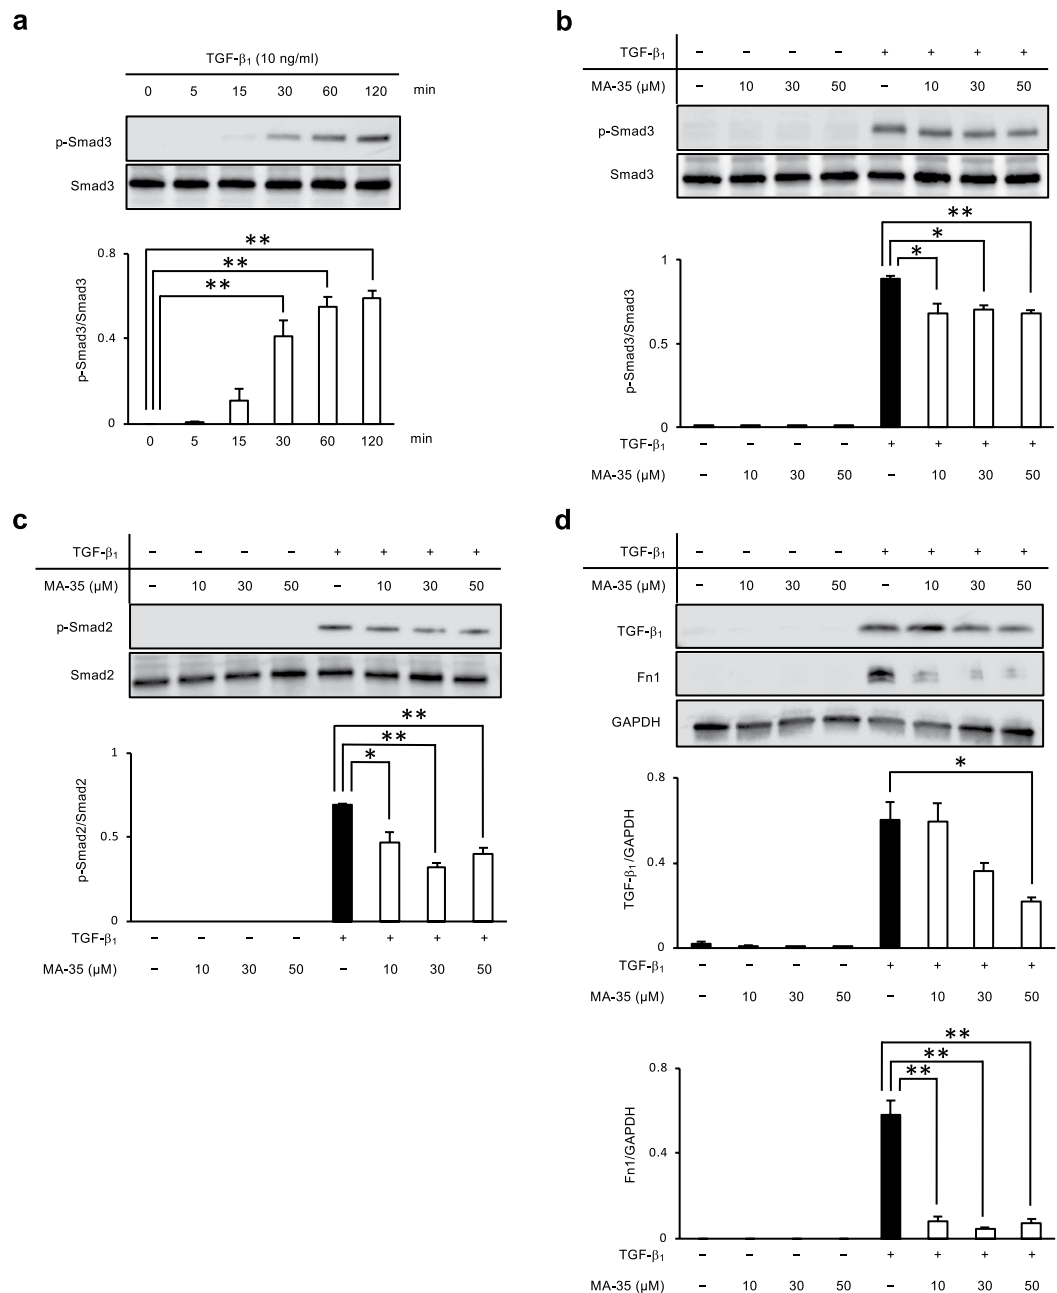 a
TGF-β₁ (10 ng/ml)
0 5 15 30 60 120 min
p-Smad3
Smad3
**
**
**
0.8
0.4
0
p-Smad3/Smad3
0 5 15 30 60 120 min
b
TGF-β₁ – – – – + + + +
MA-35 (μM) – 10 30 50 – 10 30 50
p-Smad3
Smad3
**
*
*
1
0.5
0
p-Smad3/Smad3
TGF-β₁ – – – – + + + +
MA-35 (μM) – 10 30 50 – 10 30 50
c
TGF-β₁ – – – – + + + +
MA-35 (μM) – 10 30 50 – 10 30 50
p-Smad2
Smad2
**
**
*
1
0.5
0
p-Smad2/Smad2
TGF-β₁ – – – – + + + +
MA-35 (μM) – 10 30 50 – 10 30 50
d
TGF-β₁ – – – – + + + +
MA-35 (μM) – 10 30 50 – 10 30 50
TGF-β₁
Fn1
GAPDH
*
0.8
0.4
0
TGF-β₁/GAPDH
TGF-β₁ – – – – + + + +
MA-35 (μM) – 10 30 50 – 10 30 50
**
**
**
0.8
0.4
0
Fn1/GAPDH
TGF-β₁ – – – – + + + +
MA-35 (μM) – 10 30 50 – 10 30 50